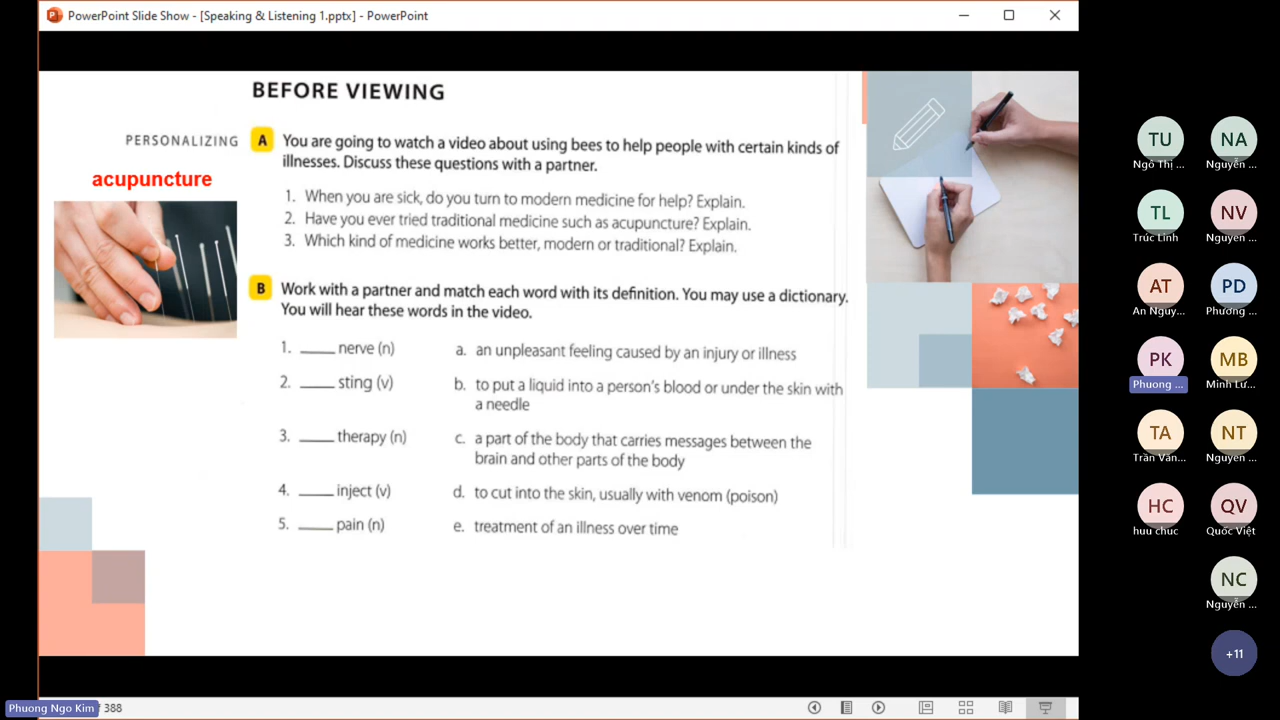 PowerPoint Slide Show - [Speaking & Listening 1.pptx] - PowerPoint
BEFORE VIEWING
PERSONALIZING
acupuncture
A You are going to watch a video about using bees to help people with certain kinds of
illnesses. Discuss these questions with a partner.
1. When you are sick, do you turn to modern medicine for help? Explain.
2. Have you ever tried traditional medicine such as acupuncture? Explain.
3. Which kind of medicine works better, modern or traditional? Explain.
B Work with a partner and match each word with its definition. You may use a dictionary.
You will hear these words in the video.
1. ____ nerve (n)
2. ____ sting (v)
3. ____ therapy (n)
4. ____ inject (v)
5. ____ pain (n)
a. an unpleasant feeling caused by an injury or illness
b. to put a liquid into a person's blood or under the skin with
a needle
c. a part of the body that carries messages between the
brain and other parts of the body
d. to cut into the skin, usually with venom (poison)
e. treatment of an illness over time
TU
Ngô Thị ...
NA
Nguyễn ...
TL
Trúc Linh
NV
Nguyen ...
AT
An Nguy...
PD
Phương ...
PK
Phuong ...
MB
Minh Lư...
TA
Trần Văn...
NT
Nguyen ...
HC
huu chuc
QV
Quốc Việt
NC
Nguyễn ...
+11
Phuong Ngo Kim
388